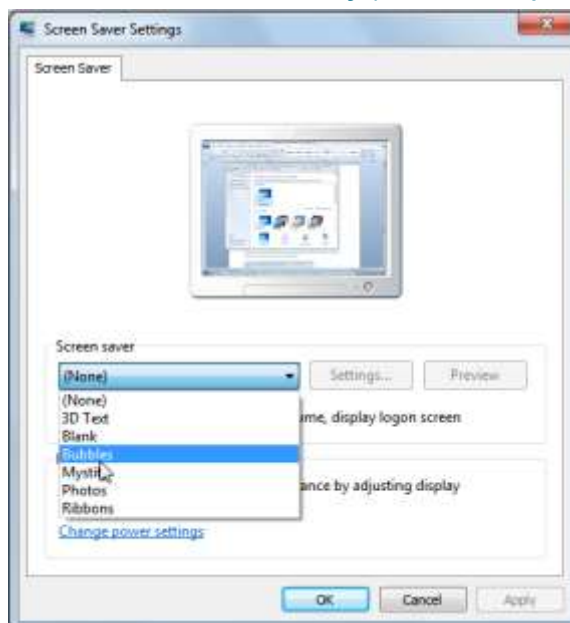 Screen Saver Settings
Screen Saver
Screen saver
(None)
Settings...
Preview
(None)
3D Text
Blank
Bubbles
Mystify
Photos
Ribbons
me, display logon screen
ance by adjusting display
Change power settings
OK
Cancel
Apply